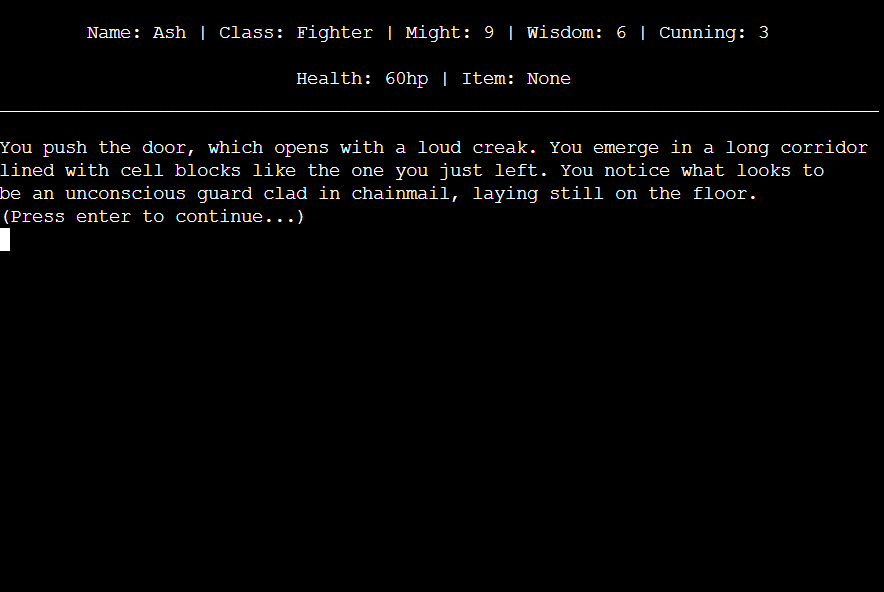 Name: Ash | Class: Fighter | Might: 9 | Wisdom: 6 | Cunning: 3
Health: 60hp | Item: None
You push the door, which opens with a loud creak. You emerge in a long corridor
lined with cell blocks like the one you just left. You notice what looks to
be an unconscious guard clad in chainmail, laying still on the floor.
(Press enter to continue...)